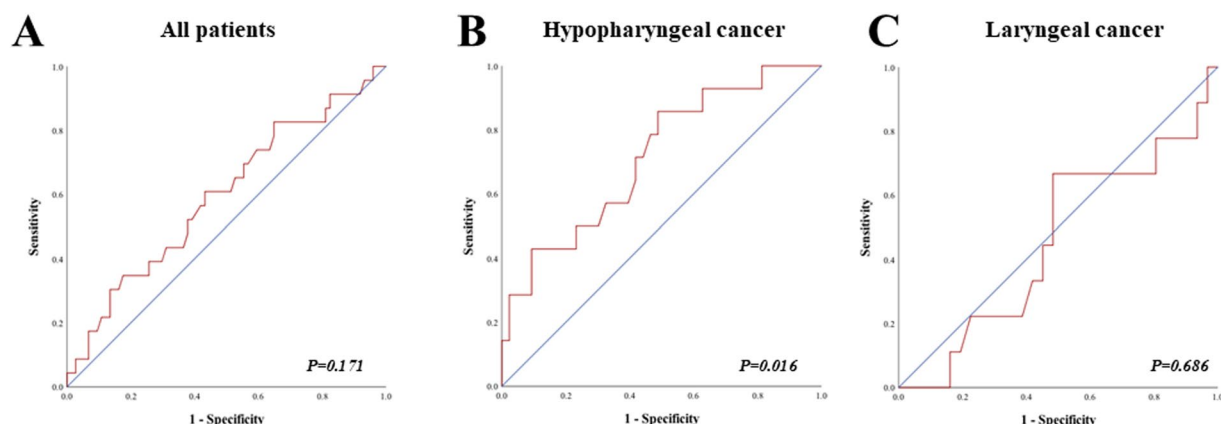 A All patients
1.0
0.8
0.6
0.4
0.2
0.0
Sensitivity
P=0.171
0.0 0.2 0.4 0.6 0.8 1.0
1 - Specificity
B Hypopharyngeal cancer
1.0
0.8
0.6
0.4
0.2
0.0
Sensitivity
P=0.016
0.0 0.2 0.4 0.6 0.8 1.0
1 - Specificity
C Laryngeal cancer
1.0
0.8
0.6
0.4
0.2
0.0
Sensitivity
P=0.686
0.0 0.2 0.4 0.6 0.8 1.0
1 - Specificity